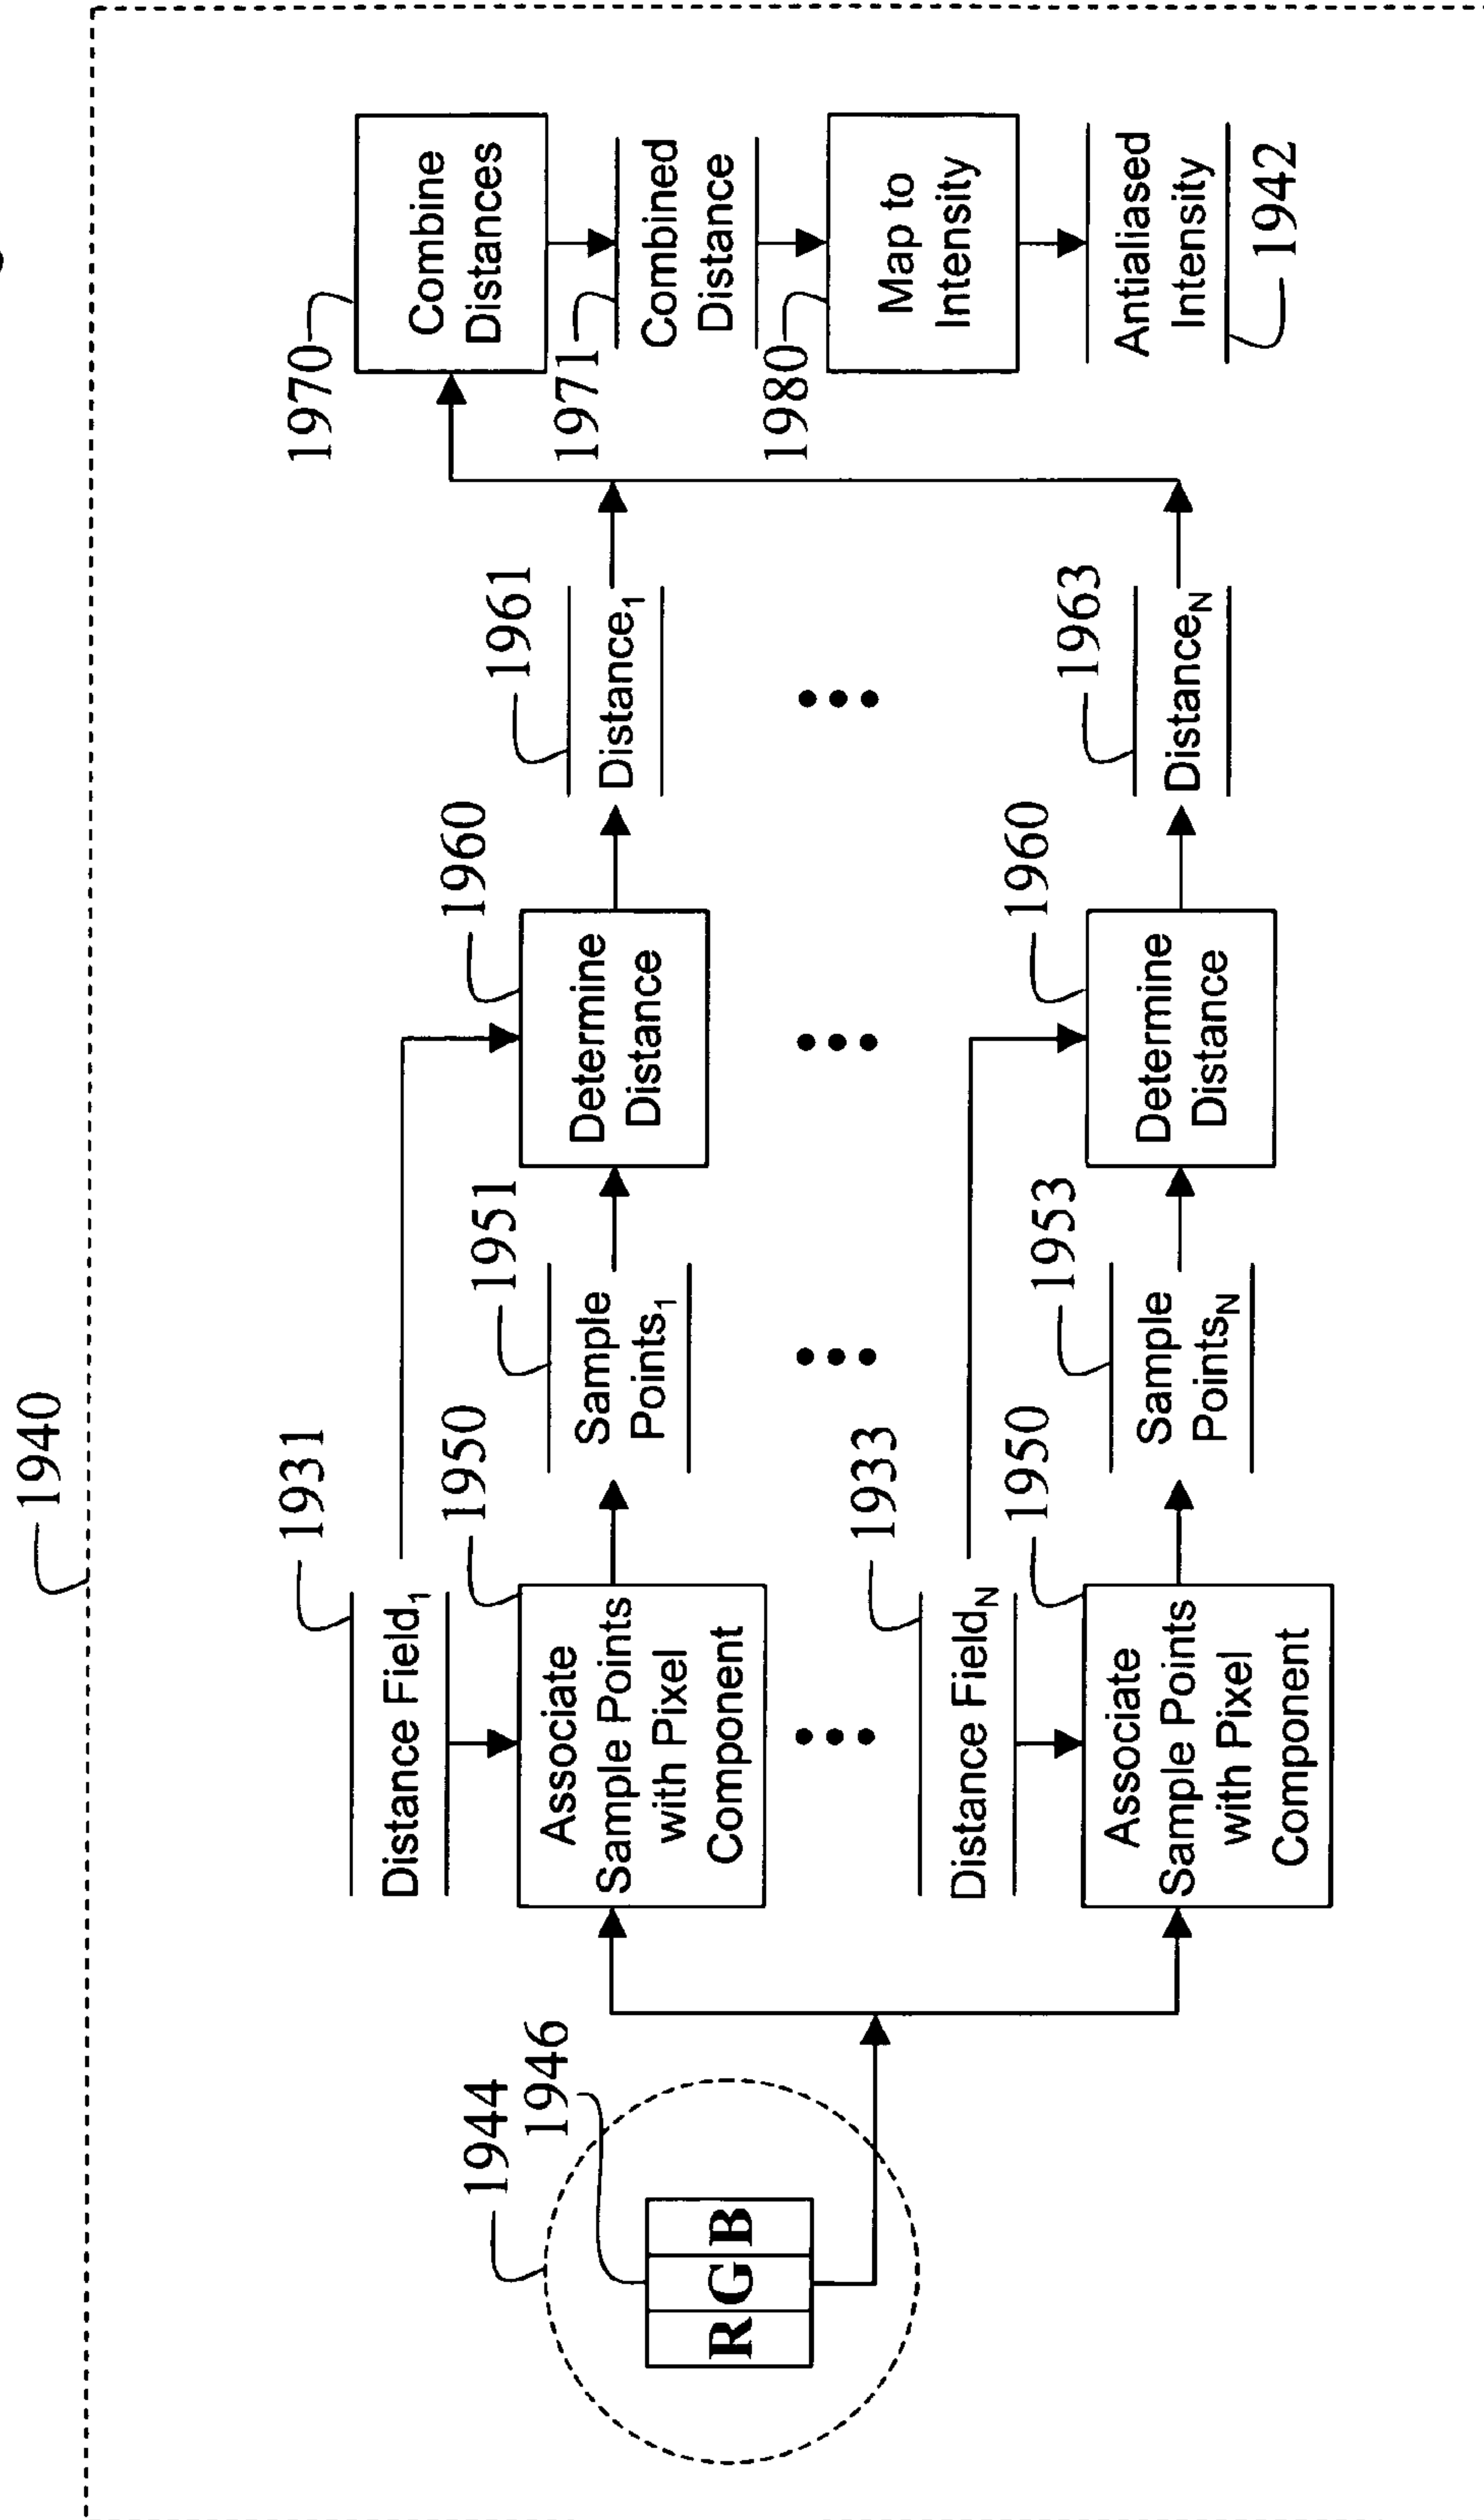 1940
1944
1946
R G B
1931
Distance Field1
1950
Associate
Sample Points
with Pixel
Component
1951
Sample
Points1
1960
Determine
Distance
1961
Distance1
1933
Distance FieldN
1950
Associate
Sample Points
with Pixel
Component
1953
Sample
PointsN
1960
Determine
Distance
1963
DistanceN
1970
Combine
Distances
1971
Combined
Distance
1980
Map to
Intensity
Antialiased
Intensity
1942